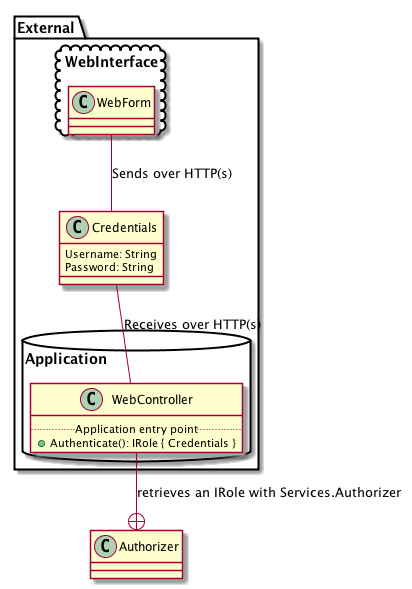 External
WebInterface
C WebForm
Sends over HTTP(s)
C Credentials
Username: String
Password: String
Receives over HTTP(s)
Application
C WebController
Application entry point
Authenticate(): IRole { Credentials }
retrieves an IRole with Services.Authorizer
C Authorizer